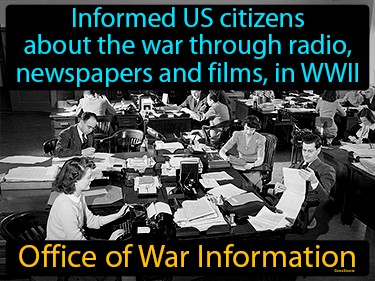 Informed US citizens
about the war through radio,
newspapers and films, in WWII
Office of War Information